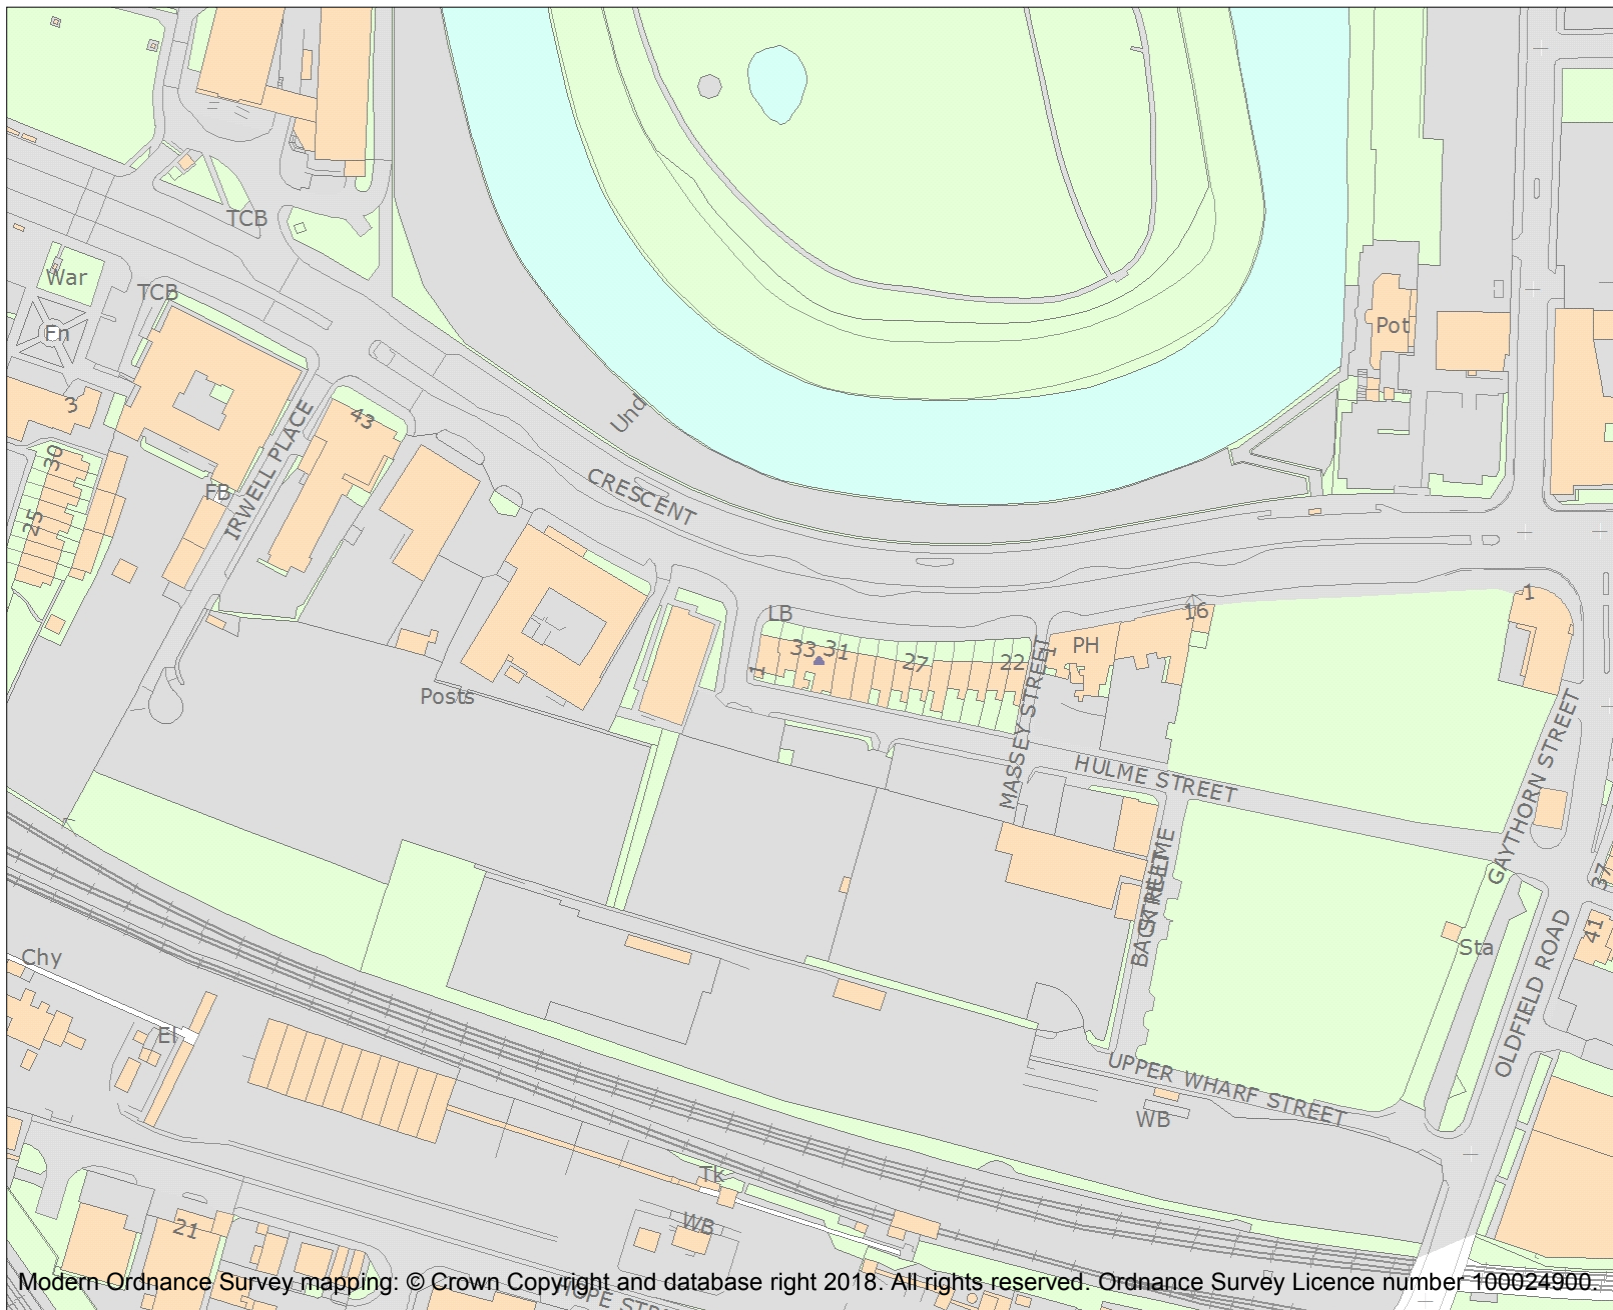 TCB
War
TCB
Fn
Pot
3
43
Und
30
CRESCENT
IRWELL PLACE
FB
25
1
LB
16
33
31
PH
1
27
22
1
Posts
MASSEY STREET
HULME STREET
GAYTHORN STREET
37
BACK HULME
STREET
41
Sta
Chy
OLDFIELD ROAD
El
UPPER WHARF STREET
WB
Tk
WB
21
Modern Ordnance Survey mapping: © Crown Copyright and database right 2018. All rights reserved. Ordnance Survey Licence number 100024900.